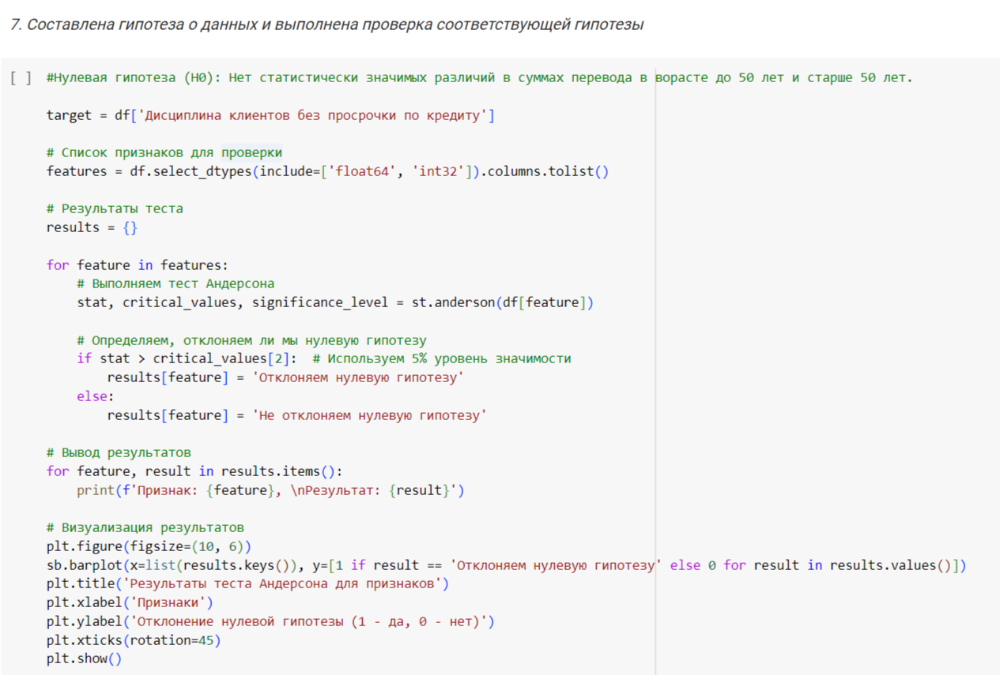 7. Составлена гипотеза о данных и выполнена проверка соответствующей гипотезы
[ ] #Нулевая гипотеза (H0): Нет статистически значимых различий в суммах перевода в ворасте до 50 лет и старше 50 лет.
target = df['Дисциплина клиентов без просрочки по кредиту']
# Список признаков для проверки
features = df.select_dtypes(include=['float64', 'int32']).columns.tolist()
# Результаты теста
results = {}
for feature in features:
    # Выполняем тест Андерсона
    stat, critical_values, significance_level = st.anderson(df[feature])
    # Определяем, отклоняем ли мы нулевую гипотезу
    if stat > critical_values[2]:  # Используем 5% уровень значимости
        results[feature] = 'Отклоняем нулевую гипотезу'
    else:
        results[feature] = 'Не отклоняем нулевую гипотезу'
# Вывод результатов
for feature, result in results.items():
    print(f'Признак: {feature}, \nРезультат: {result}')
# Визуализация результатов
plt.figure(figsize=(10, 6))
sb.barplot(x=list(results.keys()), y=[1 if result == 'Отклоняем нулевую гипотезу' else 0 for result in results.values()])
plt.title('Результаты теста Андерсона для признаков')
plt.xlabel('Признаки')
plt.ylabel('Отклонение нулевой гипотезы (1 - да, 0 - нет)')
plt.xticks(rotation=45)
plt.show()